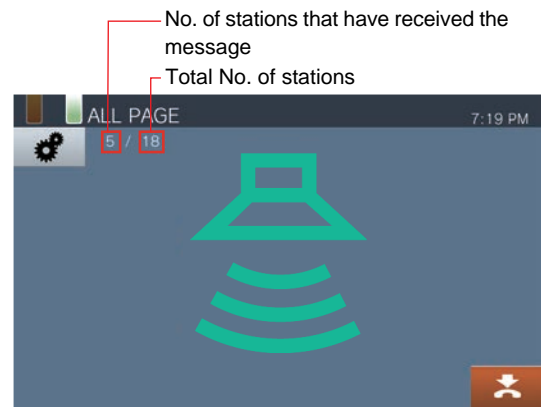 No. of stations that have received the
message
Total No. of stations
ALL PAGE
7:19 PM
5 / 18